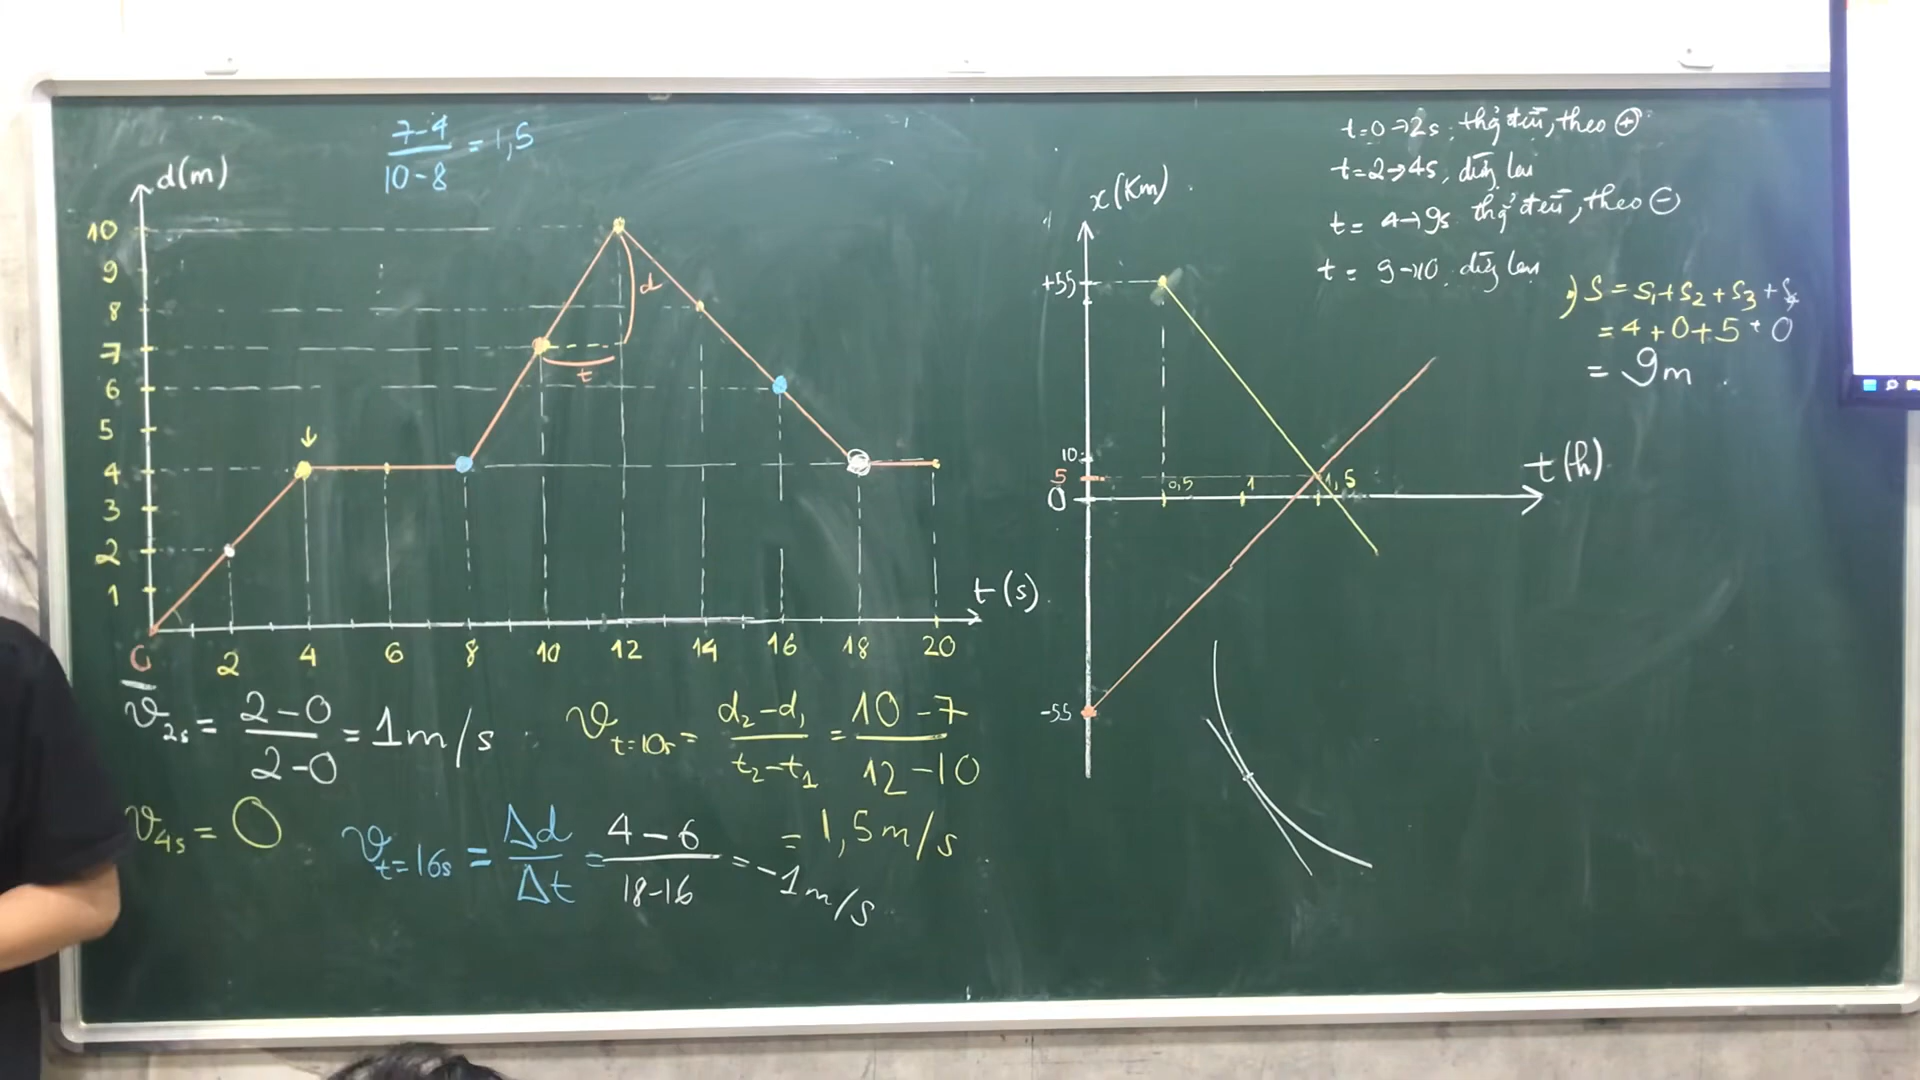 7-4
10-8
= 1,5
d(m)
10
9
8
7
6
5
4
3
2
1
0
2
4
6
8
10
12
14
16
18
20
t(s)
d
t
v2s = 2-0 / 2-0 = 1m/s
vt=10s = d2-d1 / t2-t1 = 10-7 / 12-10
= 1,5m/s
v4s = 0
vt=16s = Δd / Δt = 4-6 / 18-16 = -1m/s
x(Km)
+55
10
5
0
-55
0,5
1
1,5
t(h)
t=0→2s, thẳng đều, theo ⊕
t=2→4s, dừng lại
t= 4→9s thẳng đều, theo ⊖
t= 9→10 dừng lại
S = S1+S2+S3+S4
= 4+0+5+0
= 9m